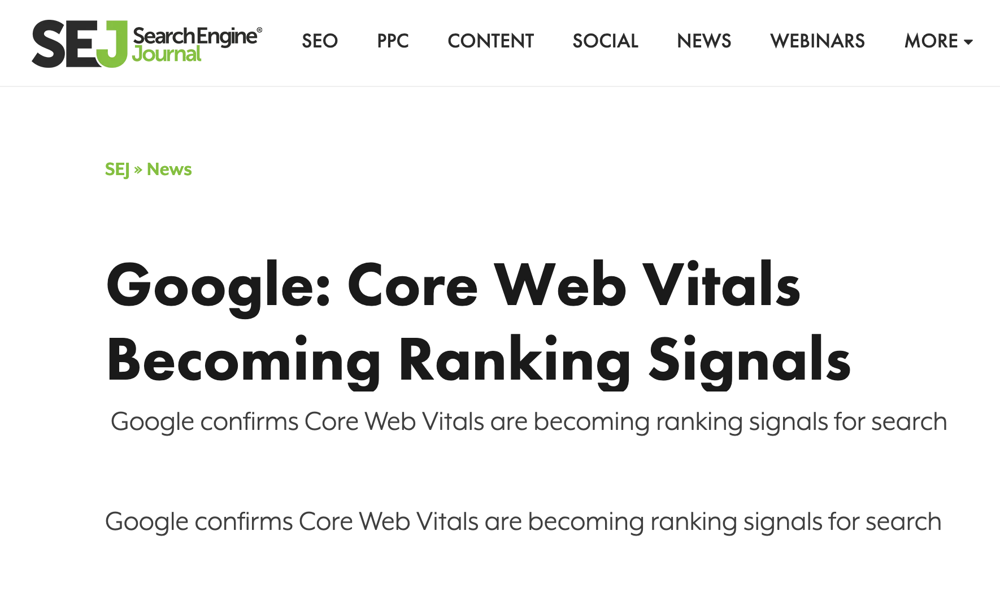 SEJ Search Engine® Journal SEO PPC CONTENT SOCIAL NEWS WEBINARS MORE
SEJ » News
Google: Core Web Vitals
Becoming Ranking Signals
Google confirms Core Web Vitals are becoming ranking signals for search
Google confirms Core Web Vitals are becoming ranking signals for search